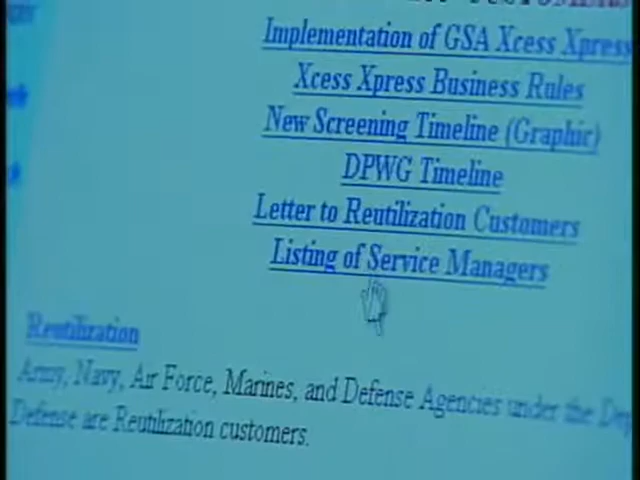 Implementation of GSA Xcess Xpress
Xcess Xpress Business Rules
New Screening Timeline (Graphic)
DPWG Timeline
Letter to Reutilization Customers
Listing of Service Managers
Reutilization
Army, Navy, Air Force, Marines, and Defense Agencies under the
Defense are Reutilization customers.